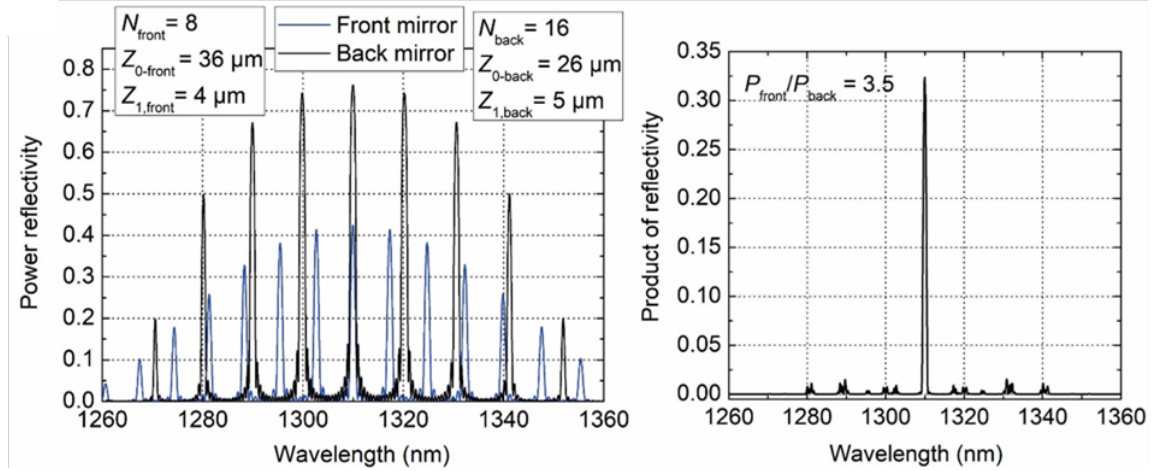 N_front = 8
Z_0-front = 36 μm
Z_1,front = 4 μm
Front mirror
Back mirror
N_back = 16
Z_0-back = 26 μm
Z_1,back = 5 μm
0.8
0.7
0.6
0.5
0.4
0.3
0.2
0.1
0.0
Power reflectivity
1260 1280 1300 1320 1340 1360
Wavelength (nm)
P_front/P_back = 3.5
0.35
0.30
0.25
0.20
0.15
0.10
0.05
0.00
Product of reflectivity
1260 1280 1300 1320 1340 1360
Wavelength (nm)